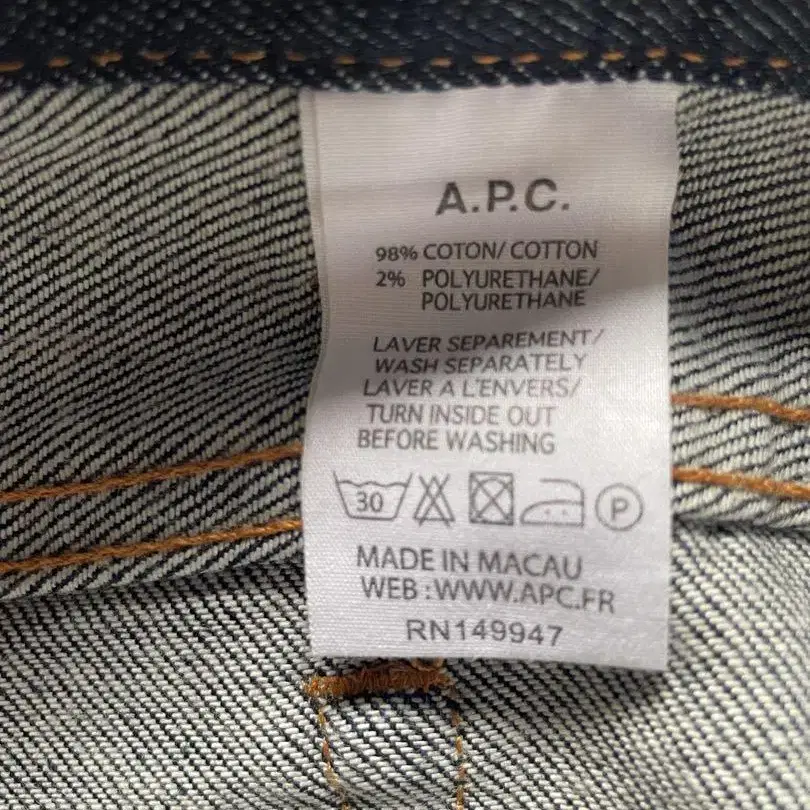 A.P.C.
98% COTON/ COTTON
2% POLYURETHANE/
POLYURETHANE
LAVER SEPAREMENT/
WASH SEPARATELY
LAVER A L'ENVERS/
TURN INSIDE OUT
BEFORE WASHING
30 P
MADE IN MACAU
WEB :WWW.APC.FR
RN149947